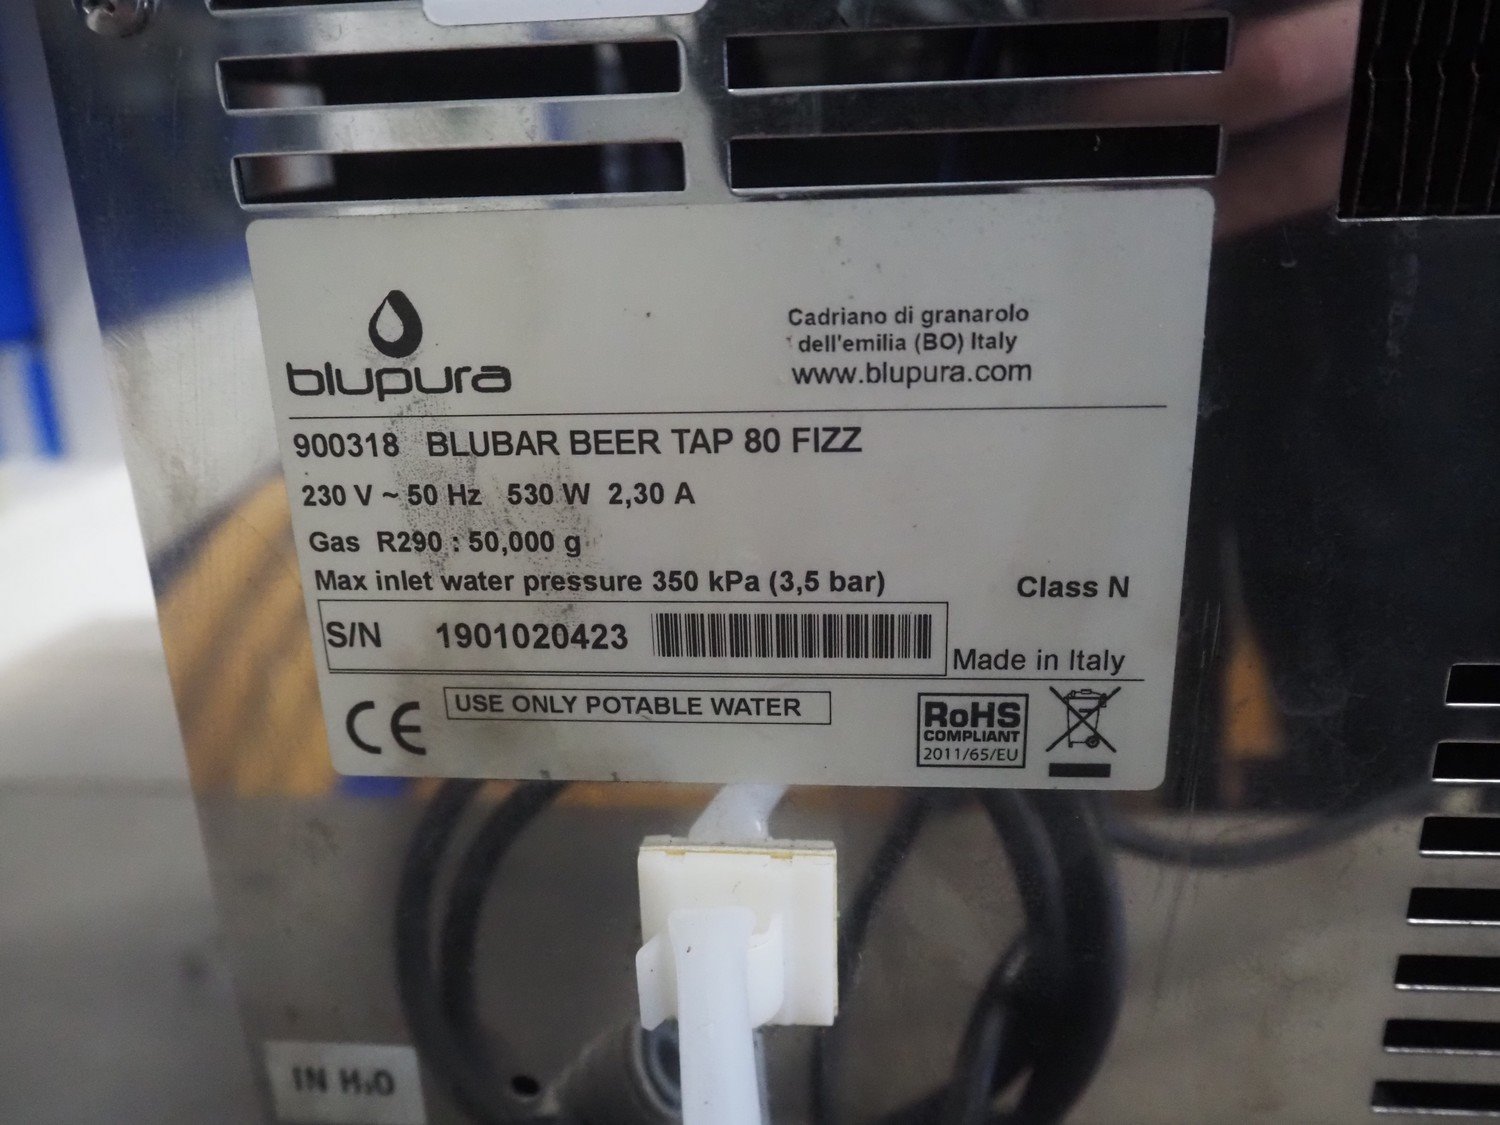 blupura
Cadriano di granarolo
dell'emilia (BO) Italy
www.blupura.com
900318 BLUBAR BEER TAP 80 FIZZ
230 V ~ 50 Hz 530 W 2,30 A
Gas R290 : 50,000 g
Max inlet water pressure 350 kPa (3,5 bar)
Class N
S/N 1901020423
Made in Italy
CE
USE ONLY POTABLE WATER
RoHS
COMPLIANT
2011/65/EU
IN H₂O